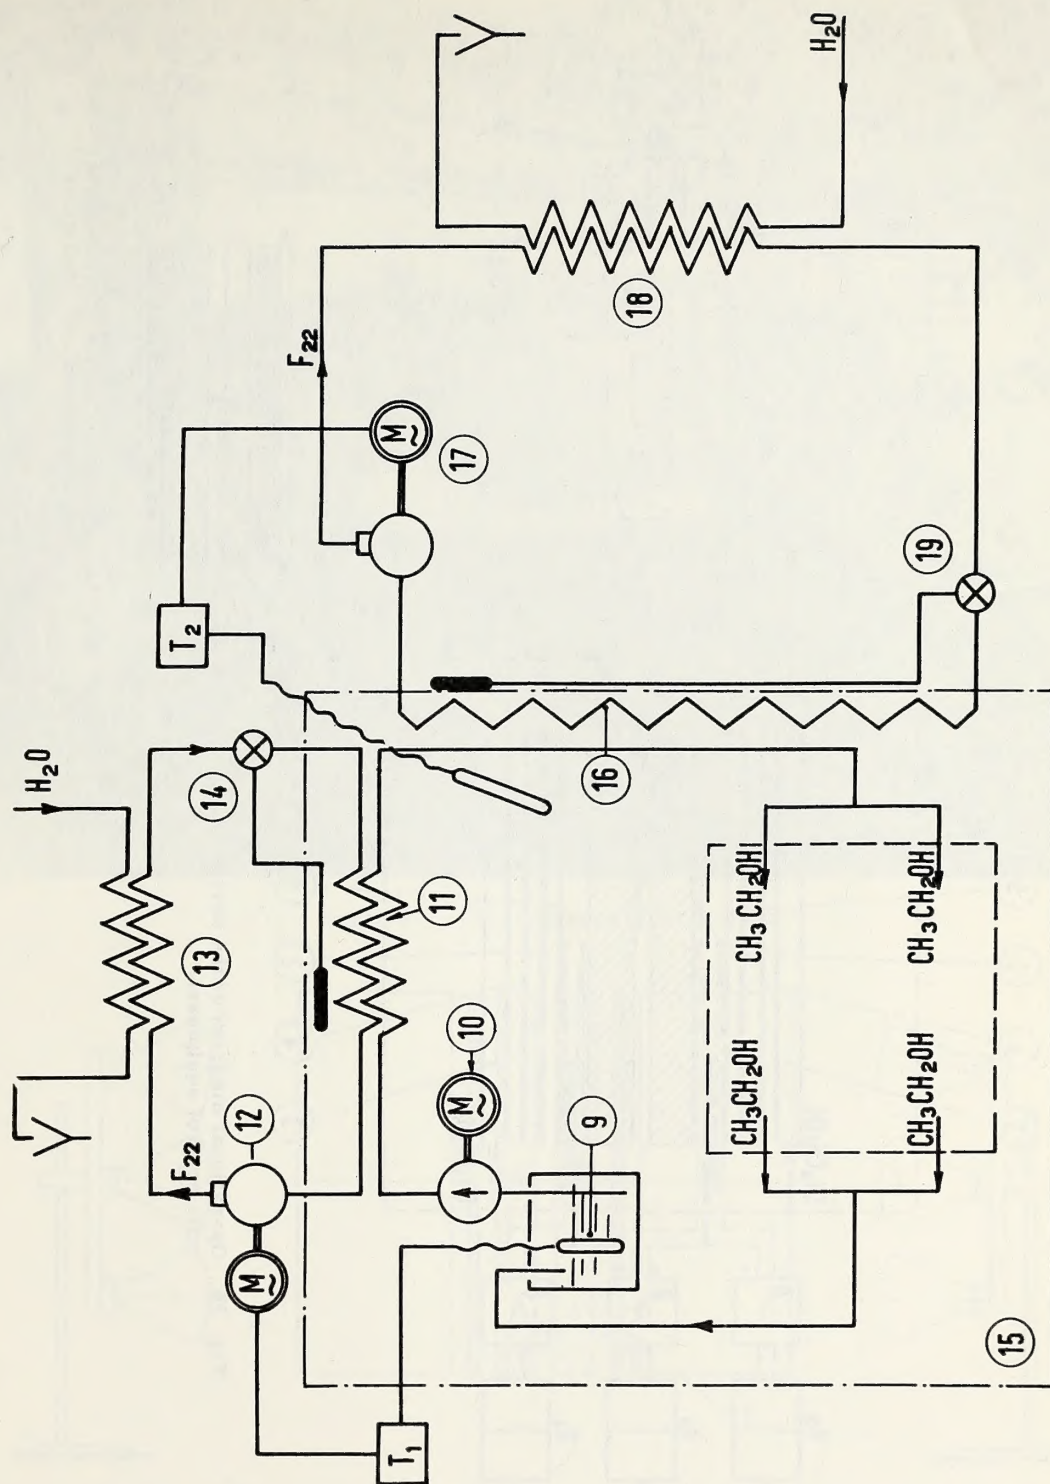 H₂O
F₂₂
T₂
13
14
12
M
~
F₂₂
T₁
M
~
11
10
M
~
17
9
16
18
CH₃CH₂OH
CH₃CH₂OH
H₂O
19
CH₃CH₂OH
CH₃CH₂OH
15